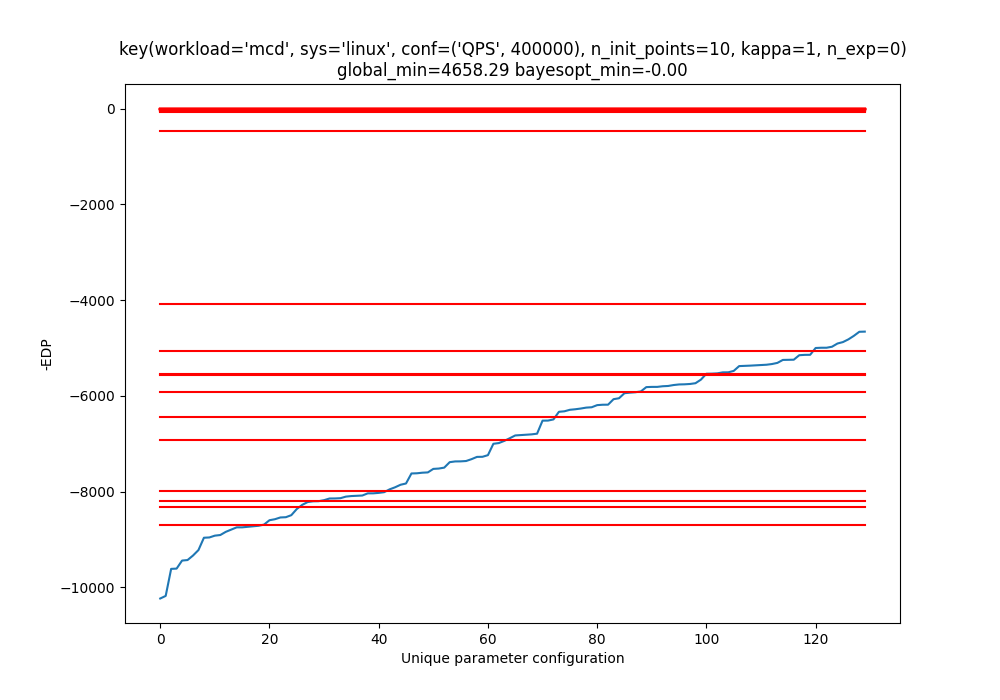 key(workload='mcd', sys='linux', conf=('QPS', 400000), n_init_points=10, kappa=1, n_exp=0)
global_min=4658.29 bayesopt_min=-0.00
0
−2000
−4000
−6000
−8000
−10000
-EDP
0 20 40 60 80 100 120
Unique parameter configuration